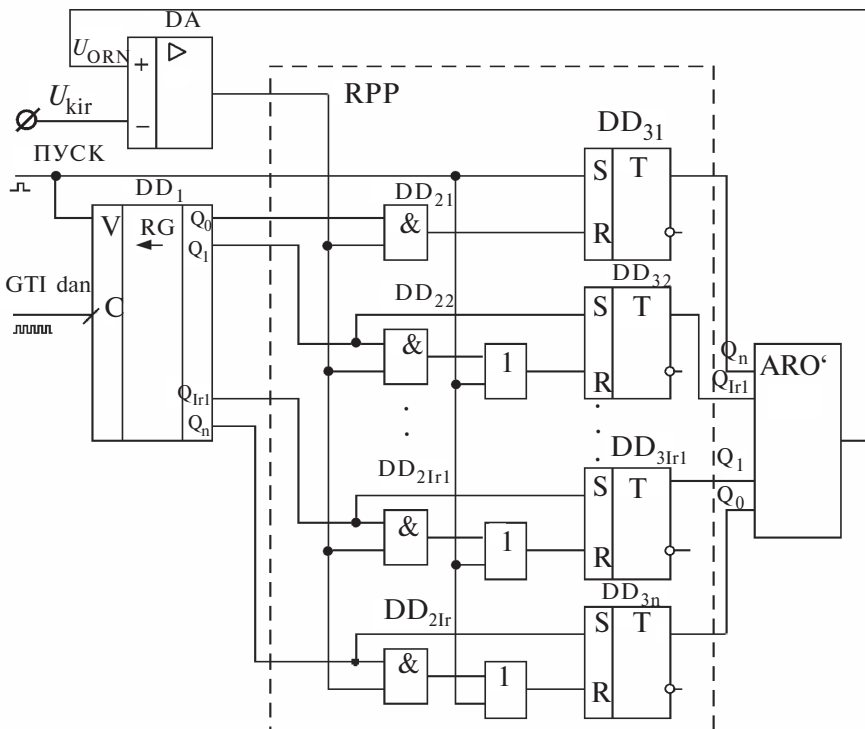 DA
U_ORN
+
RPP
U_kir
−
DD_31
ПУСК
S T
DD_1
DD_21
V RG Q_0
&
R
Q_1
DD_32
GTI dan
DD_22
S T
C
&
1
Q_n
R
Q_Ir1
ARO‘
Q_Ir1
Q_n
DD_3Ir1
DD_2Ir1
S T
Q_1
Q_0
&
1
R
DD_3n
DD_2Ir
S T
&
1
R